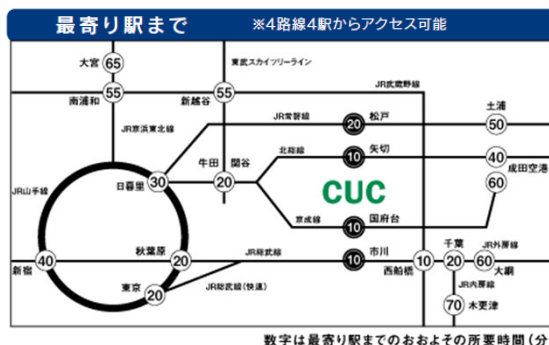 最寄り駅まで ※4路線4駅からアクセス可能
大宮 65
東武スカイツリーライン
南浦和 55
新越谷 55
JR武蔵野線
JR京浜東北線
JR常磐線 20 松戸
土浦 50
牛田 関谷 20
北総線 10 矢切
40 成田空港
60
日暮里 30
JR山手線
CUC
京成線 10 国府台
新宿 40
秋葉原 20
JR総武線 10 市川
西船橋 10
千葉 20
JR外房線
60 大網
東京 20
JR総武線(快速)
JR内房線
70 木更津
数字は最寄り駅までのおおよその所要時間(分